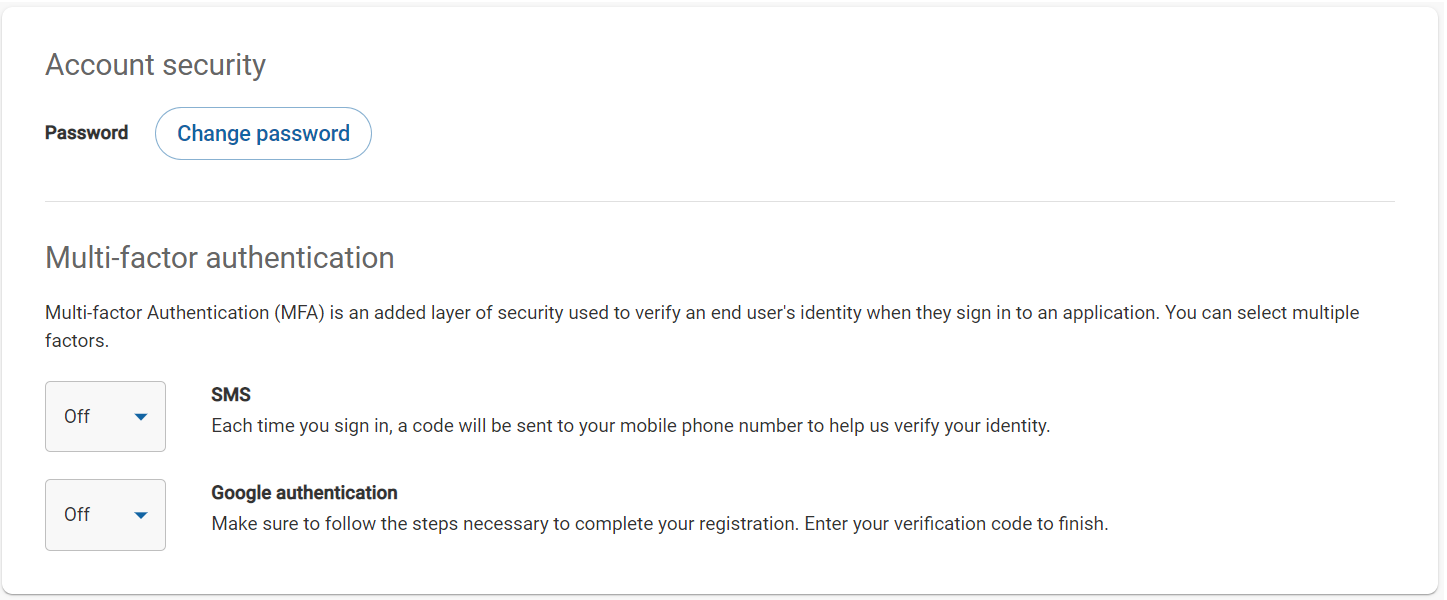 Account security
Password Change password
Multi-factor authentication
Multi-factor Authentication (MFA) is an added layer of security used to verify an end user's identity when they sign in to an application. You can select multiple
factors.
Off
SMS
Each time you sign in, a code will be sent to your mobile phone number to help us verify your identity.
Off
Google authentication
Make sure to follow the steps necessary to complete your registration. Enter your verification code to finish.